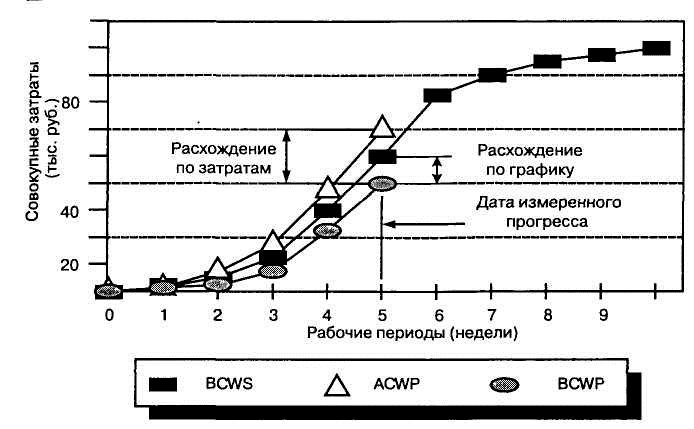 Совокупные затраты
(тыс. руб.)
80
40
20
Расхождение
по затратам
Расхождение
по графику
Дата измеренного
прогресса
0 1 2 3 4 5 6 7 8 9
Рабочие периоды (недели)
BCWS ACWP BCWP